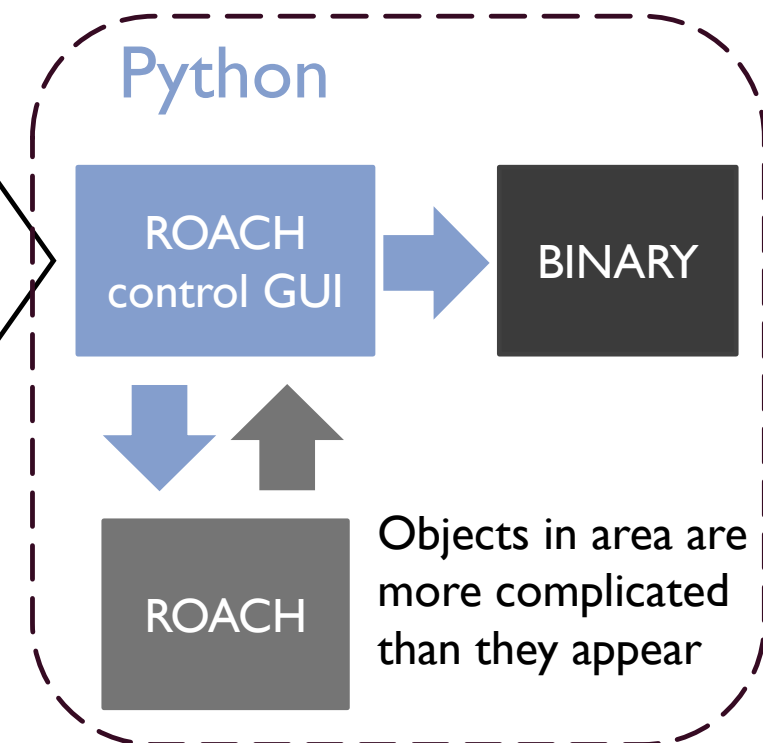 Python
ROACH
control GUI
BINARY
ROACH
Objects in area are
more complicated
than they appear